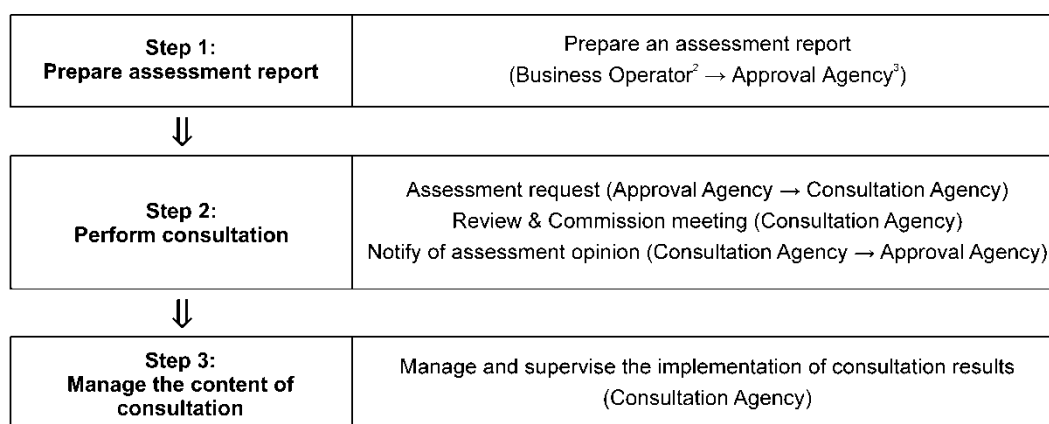 Step 1:
Prepare assessment report
Prepare an assessment report
(Business Operator² → Approval Agency³)
⇓
Step 2:
Perform consultation
Assessment request (Approval Agency → Consultation Agency)
Review & Commission meeting (Consultation Agency)
Notify of assessment opinion (Consultation Agency → Approval Agency)
⇓
Step 3:
Manage the content of
consultation
Manage and supervise the implementation of consultation results
(Consultation Agency)